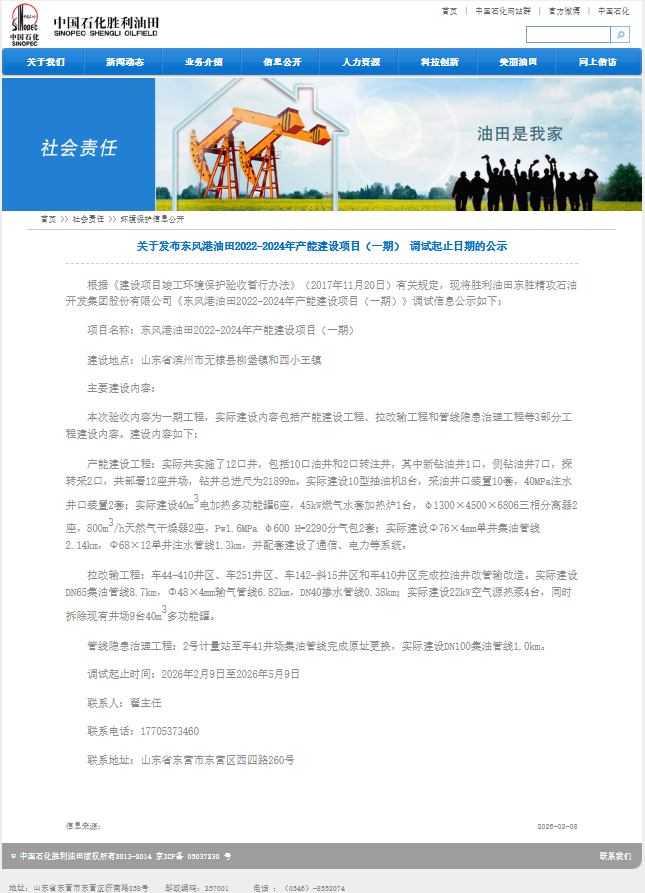 首页 | 中国石化网站群 | 官方微博 | 中国石化
中国石化
SINOPEC
中国石化胜利油田
SINOPEC SHENGLI OILFIELD
关于我们 新闻动态 业务介绍 信息公开 人力资源 科技创新 美丽油田 网上信访
社会责任
油田是我家
首页 >> 社会责任 >> 环境保护信息公开
关于发布东风港油田2022-2024年产能建设项目（一期） 调试起止日期的公示
根据《建设项目竣工环境保护验收暂行办法》（2017年11月20日）有关规定，现将胜利油田东胜精攻石油
开发集团股份有限公司《东风港油田2022-2024年产能建设项目（一期）》调试信息公示如下：
项目名称：东风港油田2022-2024年产能建设项目（一期）
建设地点：山东省滨州市无棣县柳堡镇和西小王镇
主要建设内容：
本次验收内容为一期工程，实际建设内容包括产能建设工程、拉改输工程和管线隐患治理工程等3部分工
程建设内容。建设内容如下：
产能建设工程：实际共实施了12口井，包括10口油井和2口转注井，其中新钻油井1口，侧钻油井7口，探
转采2口，共部署12座井场，钻井总进尺为21899m。实际建设10型抽油机8台，采油井口装置10套，40MPa注水
井口装置2套；实际建设40m3电加热多功能罐6座，45kW燃气水套加热炉1台，φ1300×4500×6806三相分离器2
座，800m3/h天然气干燥器2座，Pw1.6MPa φ600 H=2290分气包2套；实际建设Φ76×4mm单井集油管线
2.14km，Φ68×12单井注水管线1.3km，并配套建设了通信、电力等系统。
拉改输工程：车44-410井区、车251井区、车142-斜15井区和车410井区完成拉油井改管输改造。实际建设
DN65集油管线8.7km，Φ48×4mm输气管线6.82km，DN40掺水管线0.38km；实际建设22kW空气源热泵4台，同时
拆除现有井场9台40m3多功能罐。
管线隐患治理工程：2号计量站至车41井场集油管线完成原址更换，实际建设DN100集油管线1.0km。
调试起止时间：2026年2月9日至2026年5月9日
联系人：翟主任
联系电话：17705373460
联系地址：山东省东营市东营区西四路260号
信息来源： 2026-02-08
© 中国石化胜利油田版权所有2013-2014 京ICP备 05037230 号 联系我们
地址：山东省东营市东营区济南路258号 邮政编码：257001 电话：（0546）-8552074